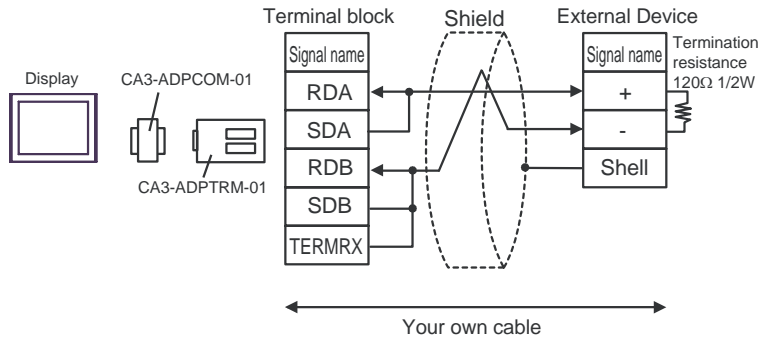 Terminal block
Shield
External Device
Display
CA3-ADPCOM-01
CA3-ADPTRM-01
Signal name
RDA
SDA
RDB
SDB
TERMRX
Signal name
+
-
Shell
Termination
resistance
120Ω 1/2W
Your own cable